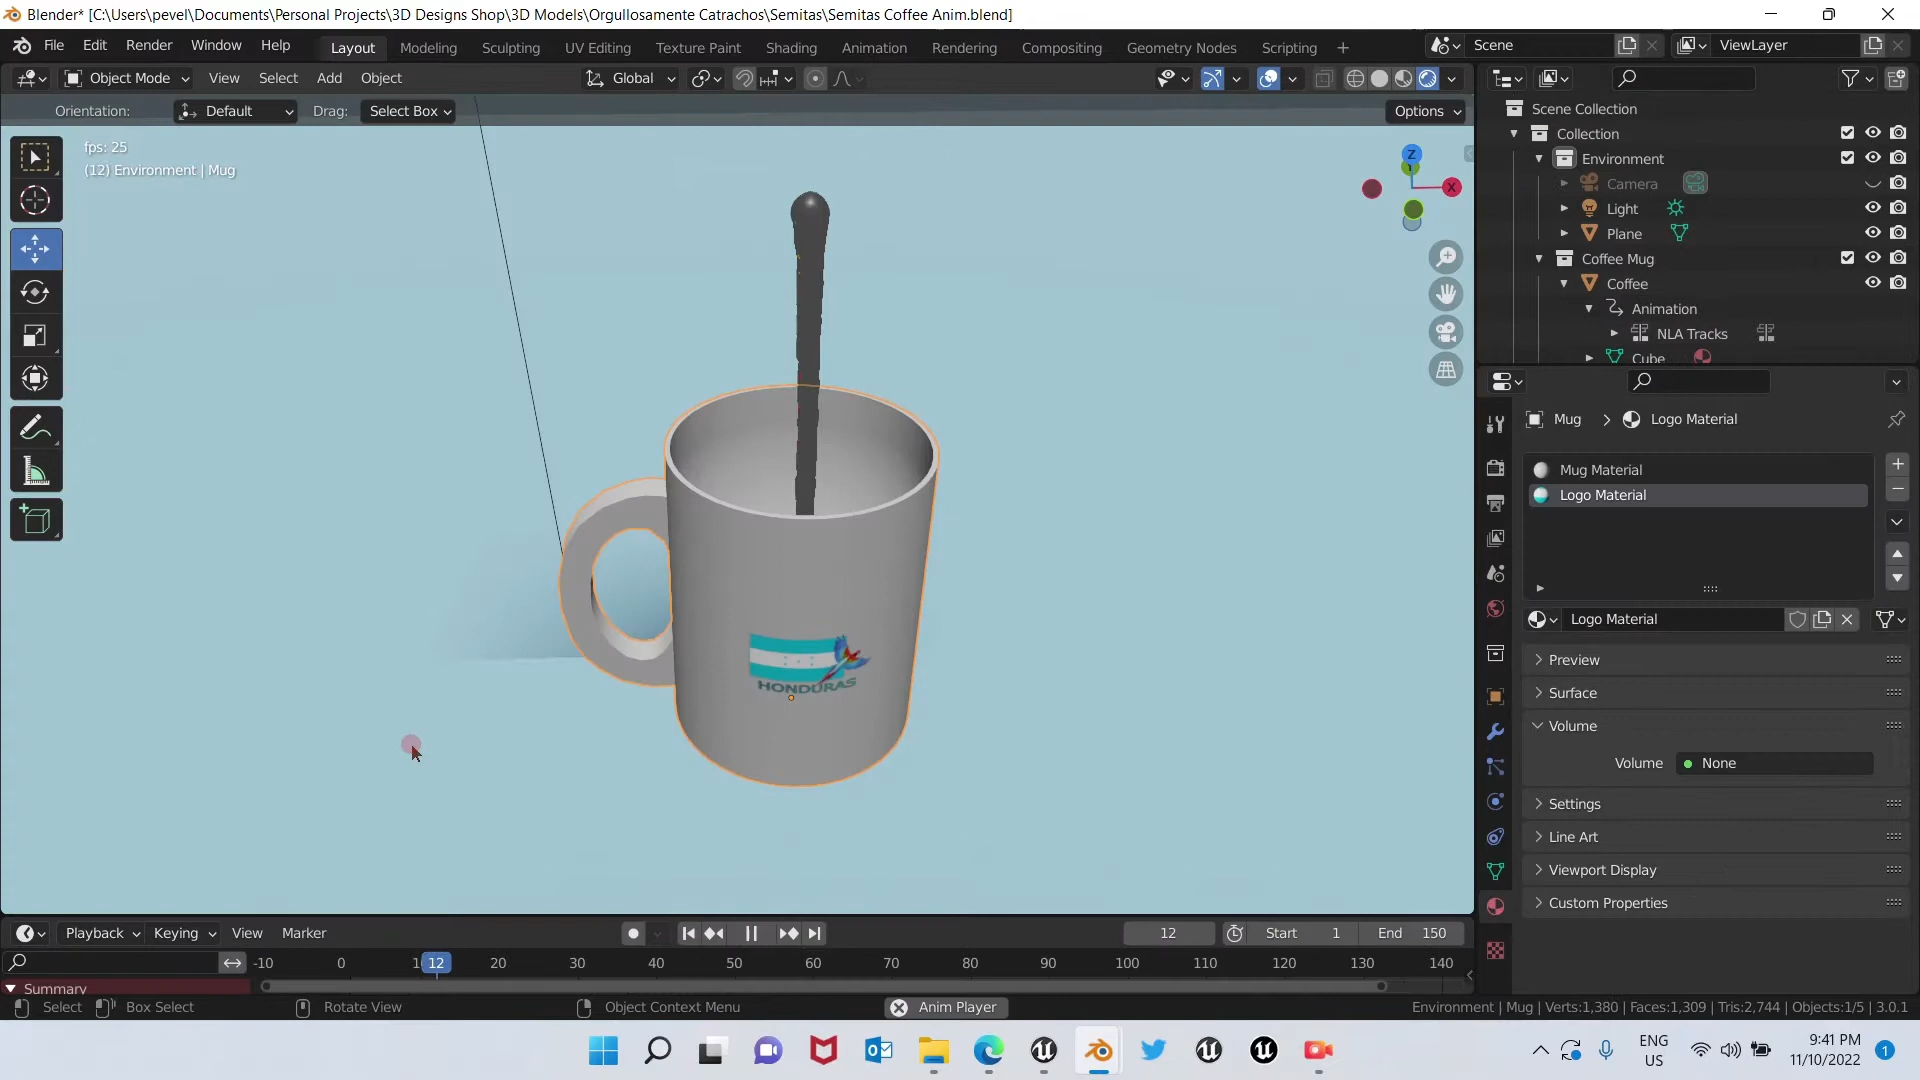 Blender* [C:\Users\pevel\Documents\Personal Projects\3D Designs Shop\3D Models\Orgullosamente Catrachos\Semitas\Semitas Coffee Anim.blend]
File Edit Render Window Help Layout Modeling Sculpting UV Editing Texture Paint Shading Animation Rendering Compositing Geometry Nodes Scripting + Scene ViewLayer
Object Mode View Select Add Object Global
Orientation: Default Drag: Select Box Options
fps: 25
(12) Environment | Mug
Z
Y
X
HONDURAS
Scene Collection
Collection
Environment
Camera
Light
Plane
Coffee Mug
Coffee
Animation
NLA Tracks
Cube
Mug > Logo Material
Mug Material
Logo Material
Logo Material
Preview
Surface
Volume
Volume None
Settings
Line Art
Viewport Display
Custom Properties
Playback Keying View Marker 12 Start 1 End 150
-10 0 12 20 30 40 50 60 70 80 90 100 110 120 130 140
Summary
Select Box Select Rotate View Object Context Menu Anim Player Environment | Mug | Verts:1,380 | Faces:1,309 | Tris:2,744 | Objects:1/5 | 3.0.1
ENG
US
9:41 PM
11/10/2022
1